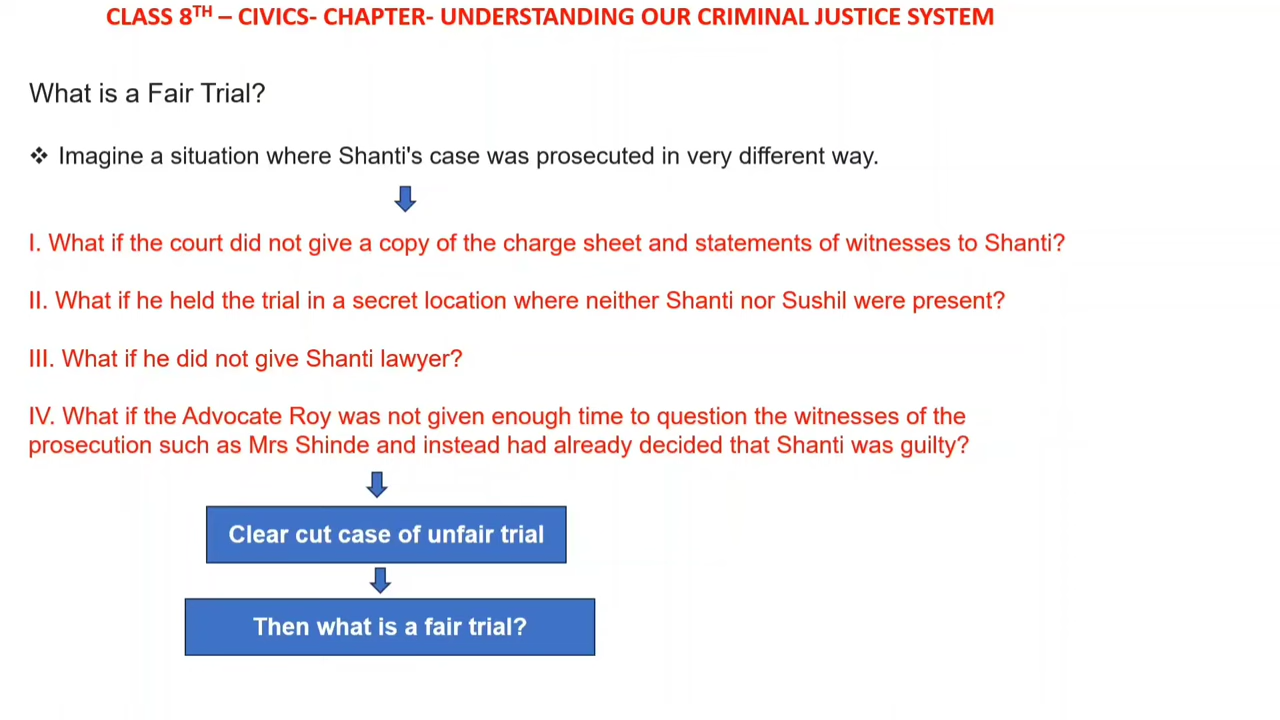 CLASS 8TH – CIVICS- CHAPTER- UNDERSTANDING OUR CRIMINAL JUSTICE SYSTEM
What is a Fair Trial?
❖ Imagine a situation where Shanti's case was prosecuted in very different way.
I. What if the court did not give a copy of the charge sheet and statements of witnesses to Shanti?
II. What if he held the trial in a secret location where neither Shanti nor Sushil were present?
III. What if he did not give Shanti lawyer?
IV. What if the Advocate Roy was not given enough time to question the witnesses of the
prosecution such as Mrs Shinde and instead had already decided that Shanti was guilty?
Clear cut case of unfair trial
Then what is a fair trial?